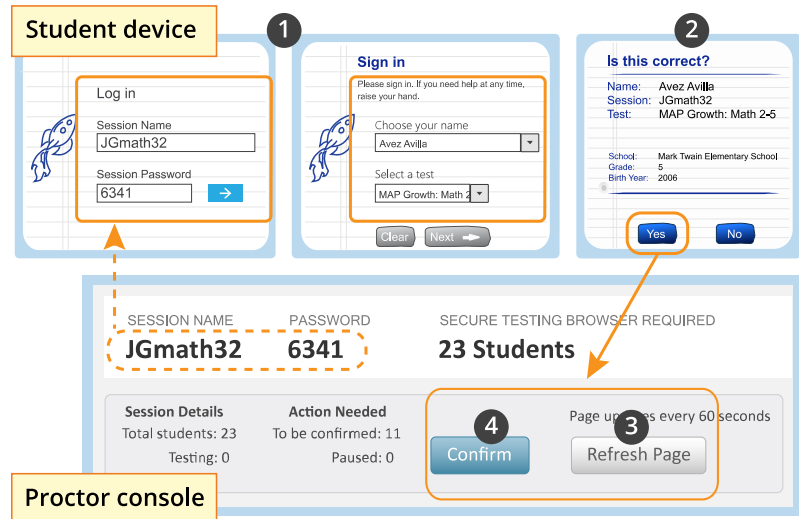 Student device
1
2
Log in
Session Name
JGmath32
Session Password
6341
Sign in
Please sign in. If you need help at any time,
raise your hand.
Choose your name
Avez Avilla
Select a test
MAP Growth: Math 2
Clear
Next
Is this correct?
Name: Avez Avilla
Session: JGmath32
Test: MAP Growth: Math 2-5
School: Mark Twain Elementary School
Grade: 5
Birth Year: 2006
Yes
No
SESSION NAME PASSWORD SECURE TESTING BROWSER REQUIRED
JGmath32 6341 23 Students
Session Details
Total students: 23
Testing: 0
Action Needed
To be confirmed: 11
Paused: 0
4
Confirm
Page updates every 60 seconds
3
Refresh Page
Proctor console